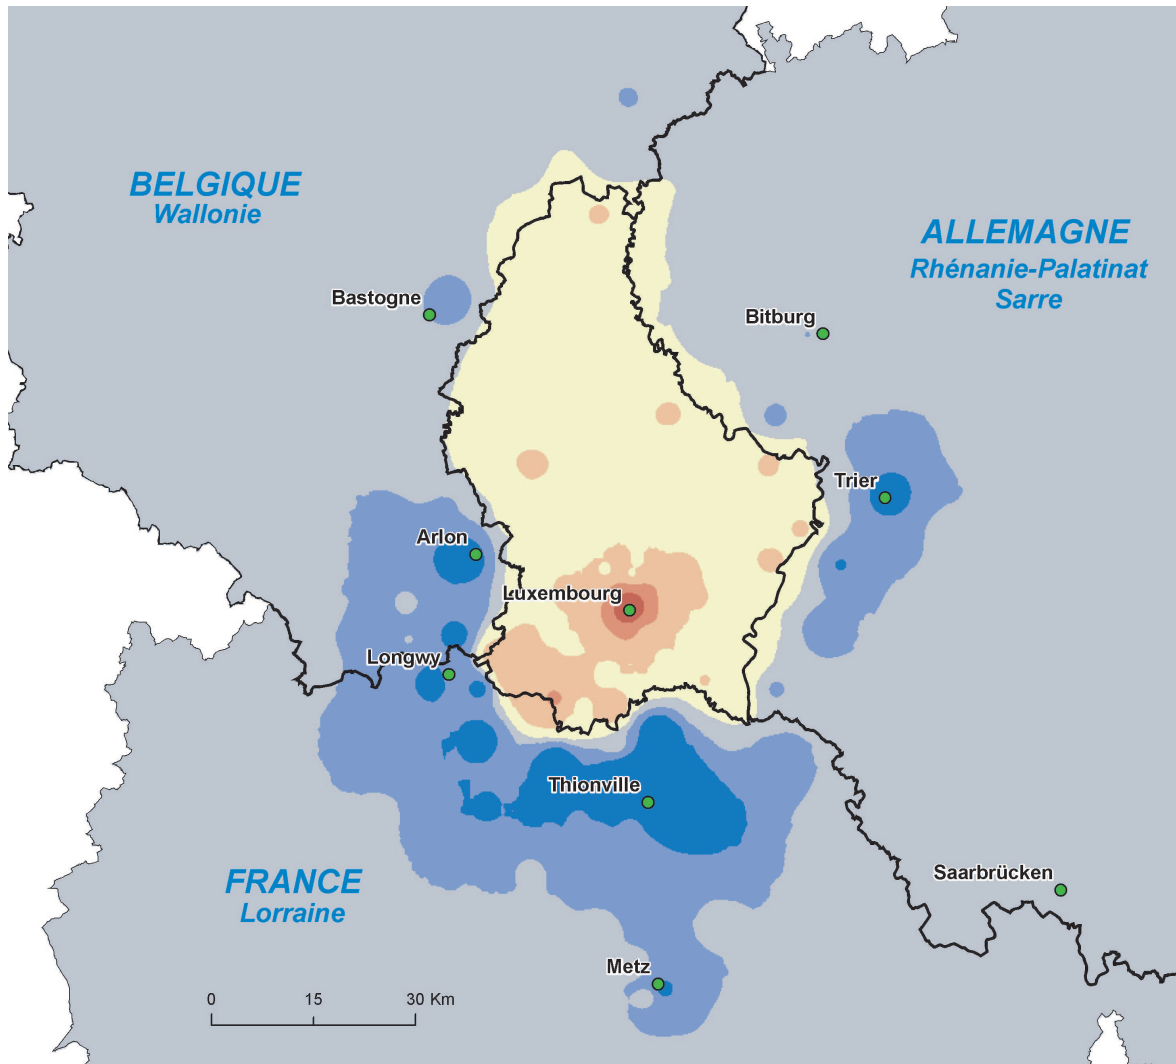 BELGIQUE
Wallonie
ALLEMAGNE
Rhénanie-Palatinat
Sarre
Bastogne
Bitburg
Trier
Arlon
Luxembourg
Longwy
Thionville
FRANCE
Lorraine
Saarbrücken
Metz
0 15 30 Km